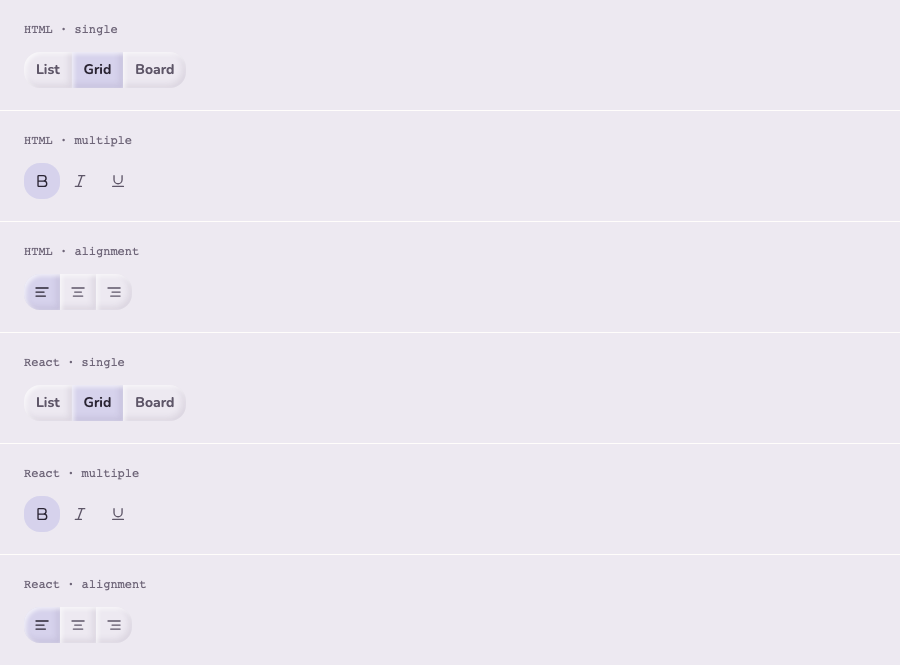 HTML · single
List Grid Board
HTML · multiple
B I U
HTML · alignment
React · single
List Grid Board
React · multiple
B I U
React · alignment